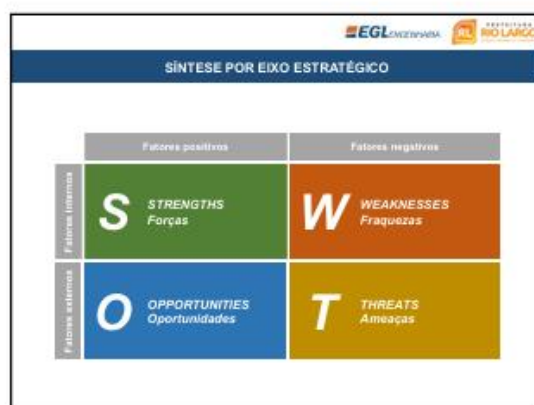 EGL ENGENHARIA
PREFEITURA
RL RIO LARGO
SÍNTESE POR EIXO ESTRATÉGICO
Fatores positivos
Fatores negativos
Fatores internos
S
STRENGTHS
Forças
W
WEAKNESSES
Fraquezas
Fatores externos
O
OPPORTUNITIES
Oportunidades
T
THREATS
Ameaças